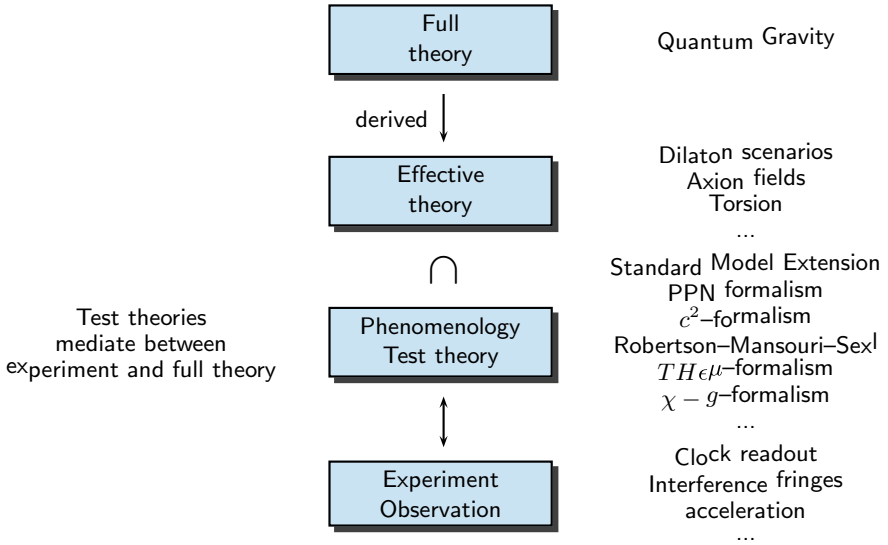 Full
theory
Quantum Gravity
derived
Effective
theory
Dilaton scenarios
Axion fields
Torsion
...
∩
Test theories
mediate between
experiment and full theory
Phenomenology
Test theory
Standard Model Extension
PPN formalism
c²–formalism
Robertson–Mansouri–Sexl
THϵμ–formalism
χ − g–formalism
...
Experiment
Observation
Clock readout
Interference fringes
acceleration
...